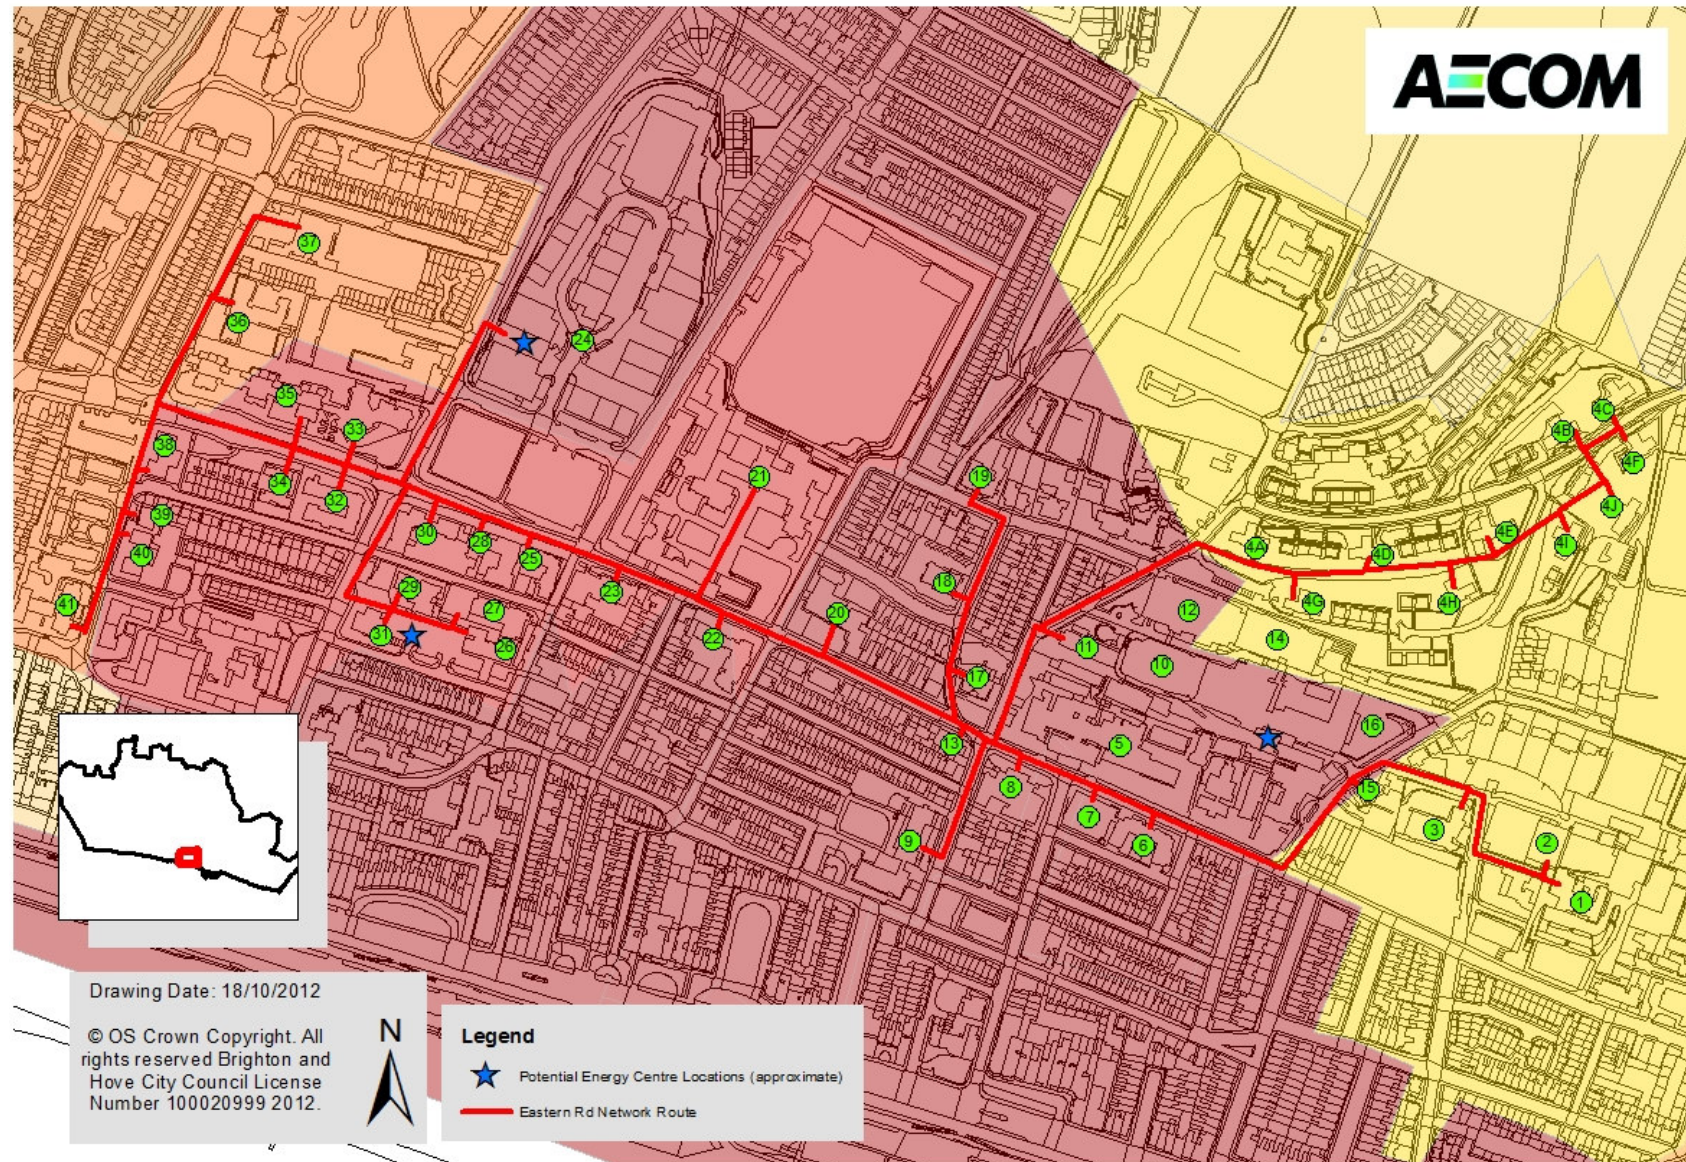 AECOM
37
36
24
35
33
38
34
32
39
40
41
30
28
25
29
27
31
26
23
21
22
20
19
18
17
13
12
11
10
14
16
5
8
7
6
9
15
3
2
1
4A
4D
4E
4B
4C
4F
4J
4I
4G
4H
Drawing Date: 18/10/2012
© OS Crown Copyright. All
rights reserved Brighton and
Hove City Council License
Number 100020999 2012.
N
Legend
Potential Energy Centre Locations (approximate)
Eastern Rd Network Route